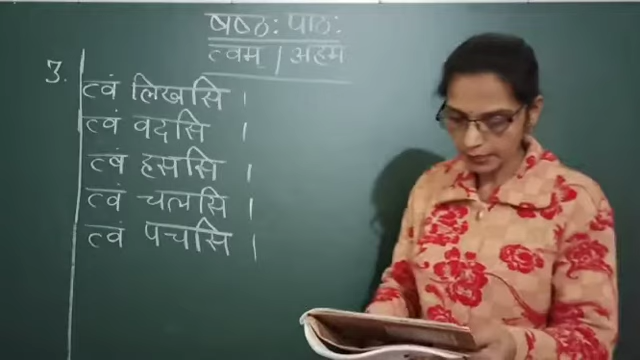 षष्ठ: पाठ:
त्वम् / अहम्
3.
त्वं लिखसि ।
त्वं वदसि ।
त्वं हससि ।
त्वं चलसि ।
त्वं पचसि ।